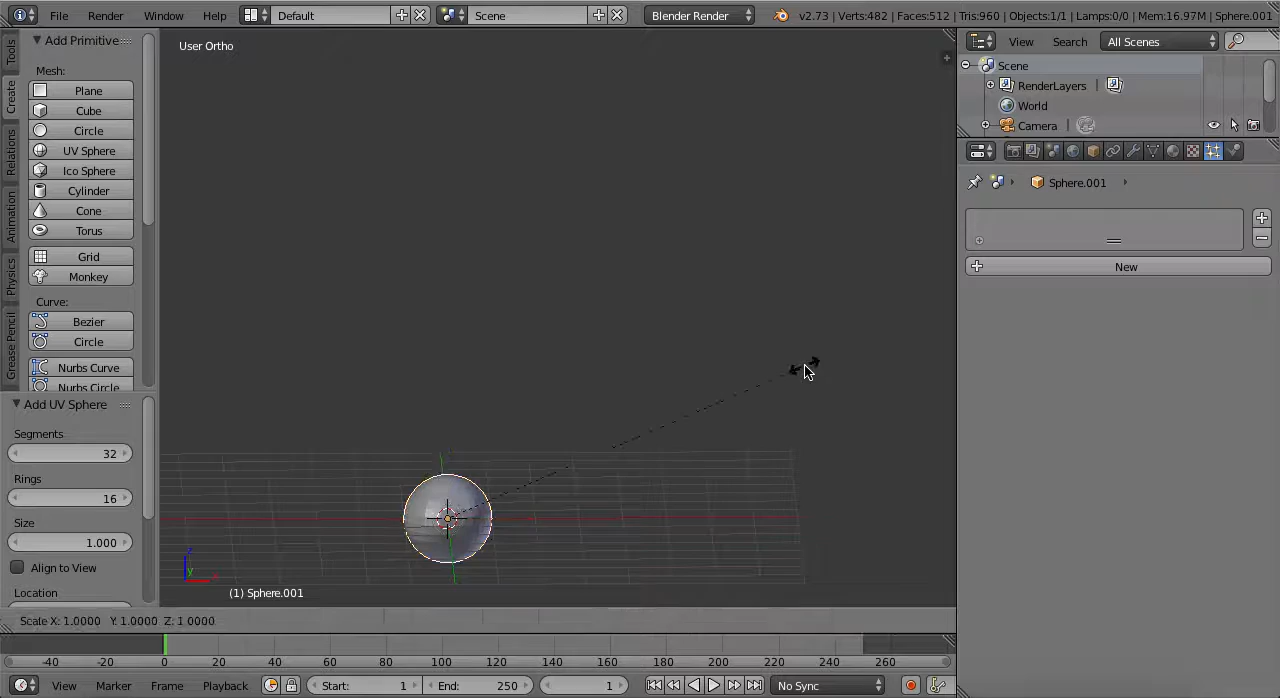 File Render Window Help Default Scene Blender Render v2.73 | Verts:482 | Faces:512 | Tris:960 | Objects:1/1 | Lamps:0/0 | Mem:16.97M | Sphere.001
Add Primitive
Mesh:
Plane
Cube
Circle
UV Sphere
Ico Sphere
Cylinder
Cone
Torus
Grid
Monkey
Curve:
Bezier
Circle
Nurbs Curve
Nurbs Circle
Tools
Create
Relations
Animation
Physics
Grease Pencil
Add UV Sphere
Segments
32
Rings
16
Size
1.000
Align to View
Location
User Ortho
z
y
x
(1) Sphere.001
Scale X: 1.0000 Y: 1.0000 Z: 1.0000
View Search All Scenes
Scene
RenderLayers |
World
Camera |
Sphere.001
New
-40 -20 0 20 40 60 80 100 120 140 160 180 200 220 240 260
View Marker Frame Playback Start: 1 End: 250 1 No Sync